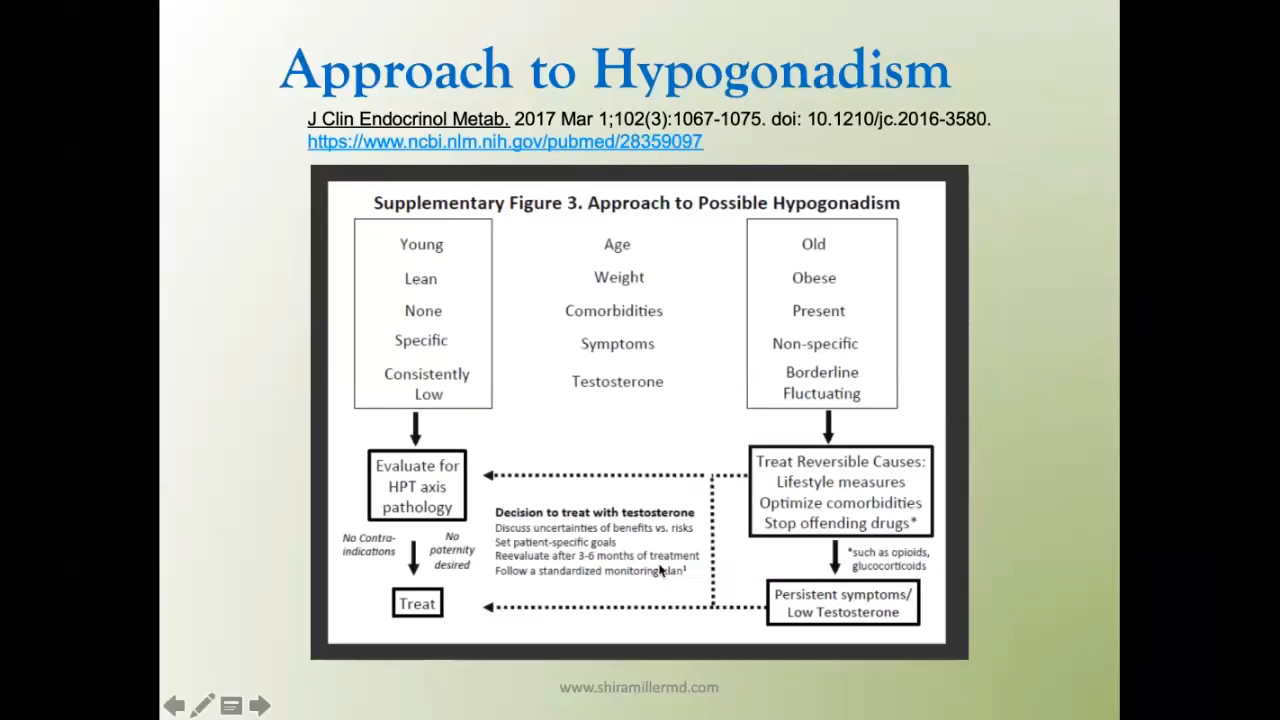 Approach to Hypogonadism
J Clin Endocrinol Metab. 2017 Mar 1;102(3):1067-1075. doi: 10.1210/jc.2016-3580.
https://www.ncbi.nlm.nih.gov/pubmed/28359097
Supplementary Figure 3. Approach to Possible Hypogonadism
Young
Lean
None
Specific
Consistently
Low
Age
Weight
Comorbidities
Symptoms
Testosterone
Old
Obese
Present
Non-specific
Borderline
Fluctuating
Evaluate for
HPT axis
pathology
No Contra-
indications
No
paternity
desired
Treat
Decision to treat with testosterone
Discuss uncertainties of benefits vs. risks
Set patient-specific goals
Reevaluate after 3-6 months of treatment
Follow a standardized monitoring plan¹
Treat Reversible Causes:
Lifestyle measures
Optimize comorbidities
Stop offending drugs*
*such as opioids,
glucocorticoids
Persistent symptoms/
Low Testosterone
www.shiramillermd.com